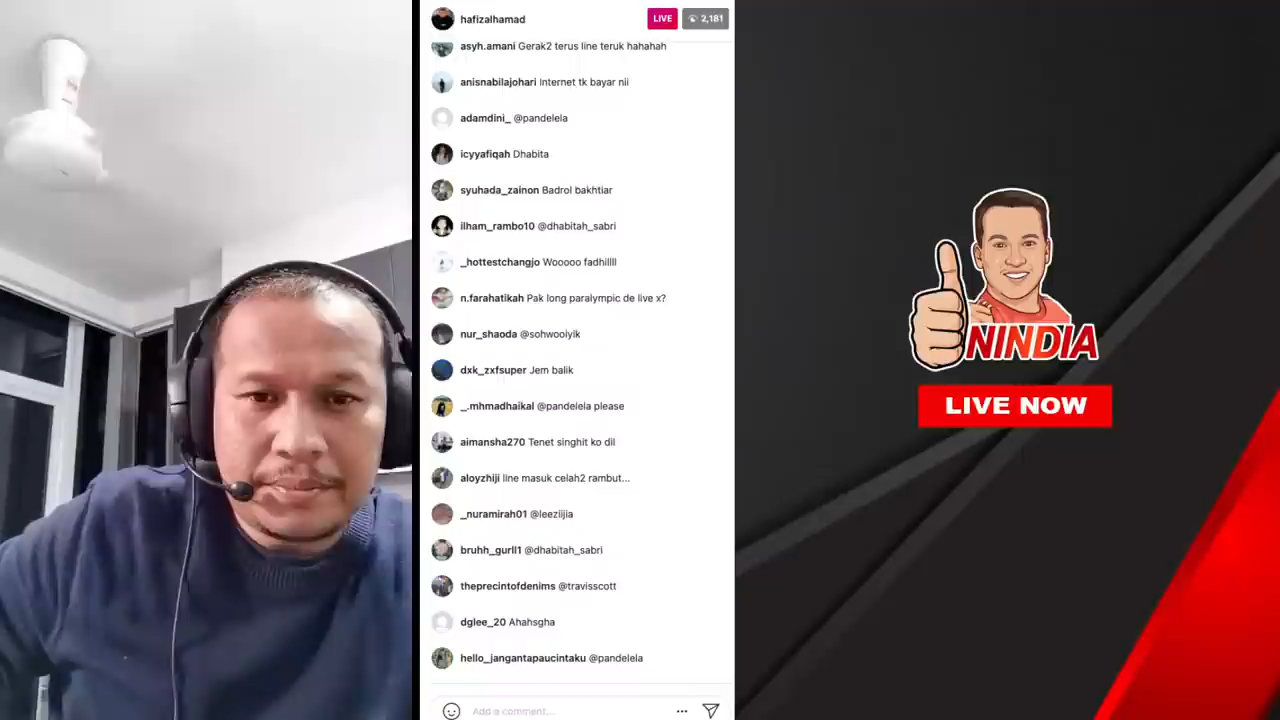 hafizalhamad
LIVE
2,181
asyh.amani Gerak2 terus line teruk hahahah
anisnabilajohari Internet tk bayar nii
adamdini_ @pandelela
icyyafiqah Dhabita
syuhada_zainon Badrol bakhtiar
ilham_rambo10 @dhabitah_sabri
_hottestchangjo Wooooo fadhillll
n.farahatikah Pak long paralympic de live x?
nur_shaoda @sohwooiyik
dxk_zxfsuper Jem balik
_.mhmadhaikal @pandelela please
aimansha270 Tenet singhit ko dil
aloyzhiji line masuk celah2 rambut...
_nuramirah01 @leeziijia
bruhh_gurll1 @dhabitah_sabri
theprecintofdenims @travisscott
dglee_20 Ahahsgha
hello_jangantapaucintaku @pandelela
Add a comment...
NINDIA
LIVE NOW